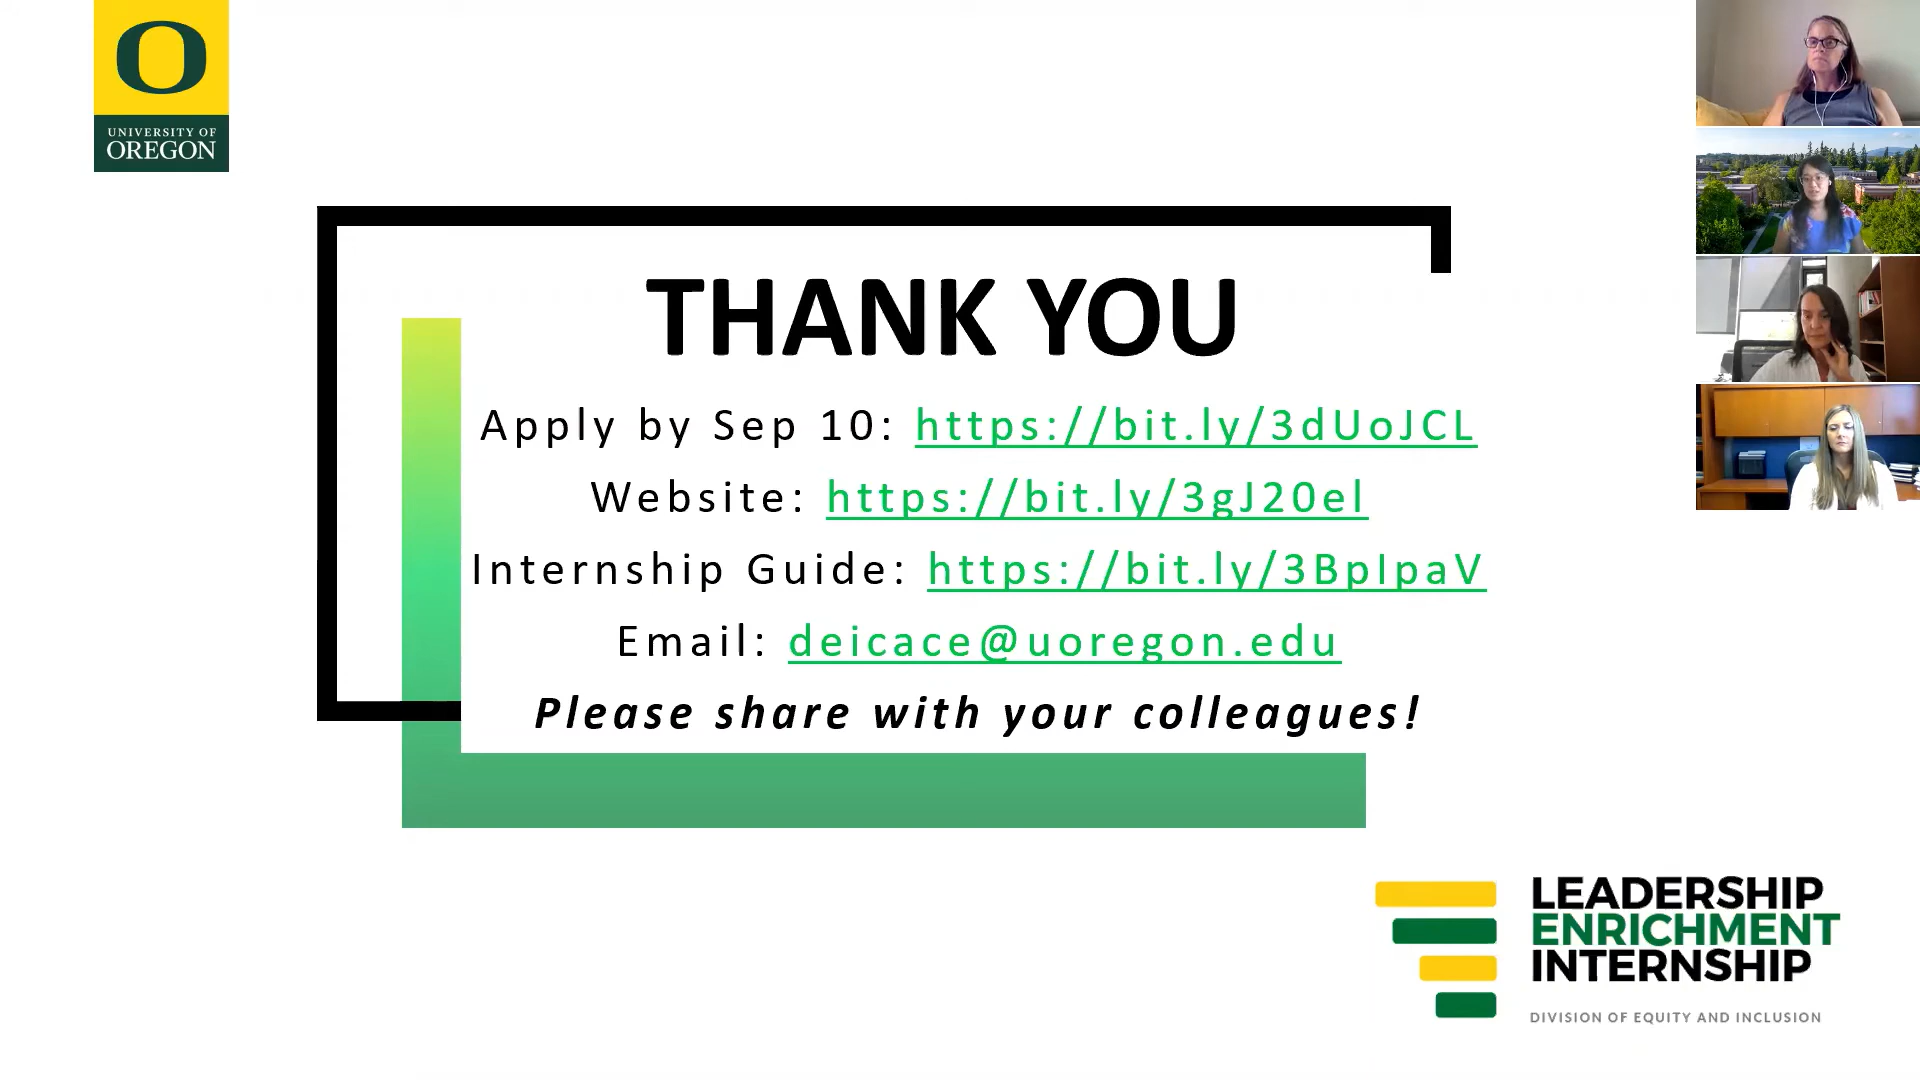 UNIVERSITY OF
OREGON
THANK YOU
Apply by Sep 10: https://bit.ly/3dUoJCL
Website: https://bit.ly/3gJ20el
Internship Guide: https://bit.ly/3BpIpaV
Email: deicace@uoregon.edu
Please share with your colleagues!
LEADERSHIP
ENRICHMENT
INTERNSHIP
DIVISION OF EQUITY AND INCLUSION